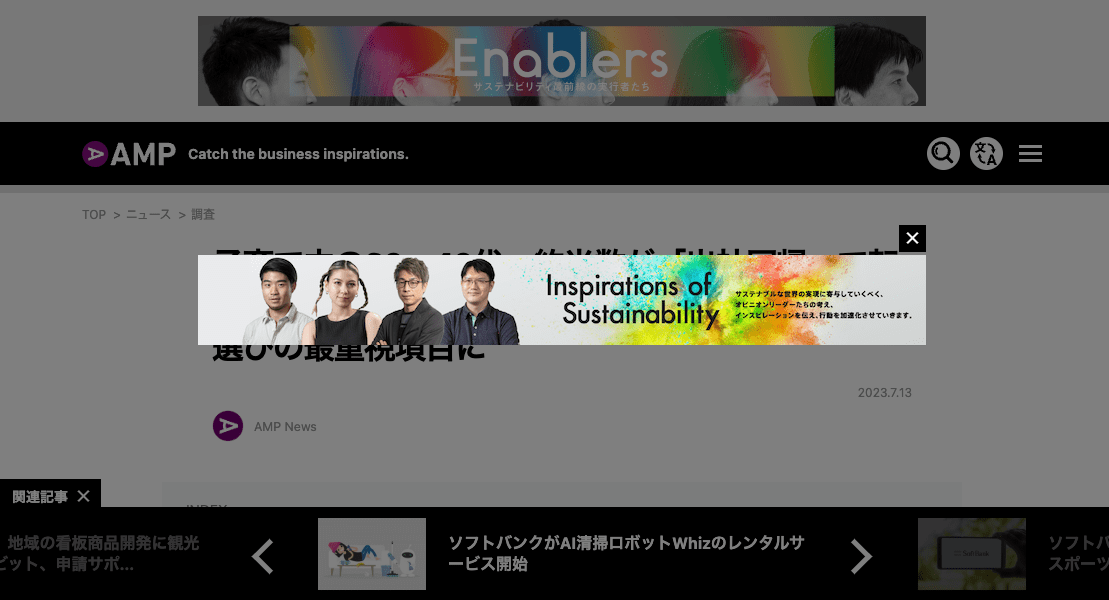 Enablers
サステナビリティ最前線の実行者たち
AMP
Catch the business inspirations.
TOP > ニュース > 調査
Inspirations of
Sustainability
サステナブルな世界の実現に寄与していくべく、
オピニオンリーダーたちの考え、
インスピレーションを伝え、行動を加速化させていきます。
選びの最重視項目に
2023.7.13
AMP News
関連記事
INDEX
地域の看板商品開発に観光
ビット、申請サポ...
ソフトバンクがAI清掃ロボットWhizのレンタルサ
ービス開始
SoftBank
ソフトバ
スポーツ